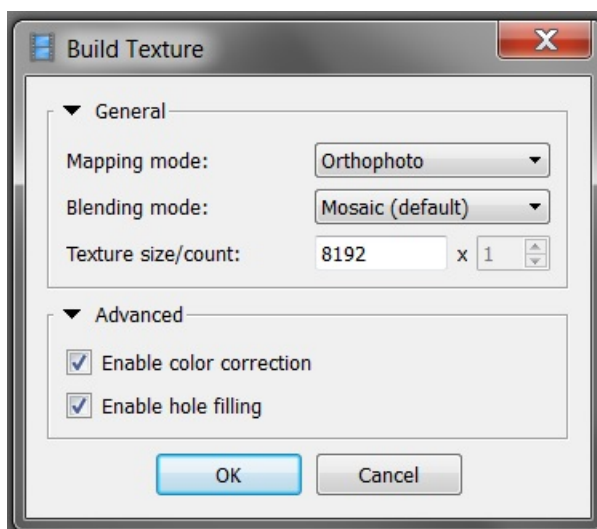 Build Texture
General
Mapping mode: Orthophoto
Blending mode: Mosaic (default)
Texture size/count: 8192 x 1
Advanced
Enable color correction
Enable hole filling
OK Cancel